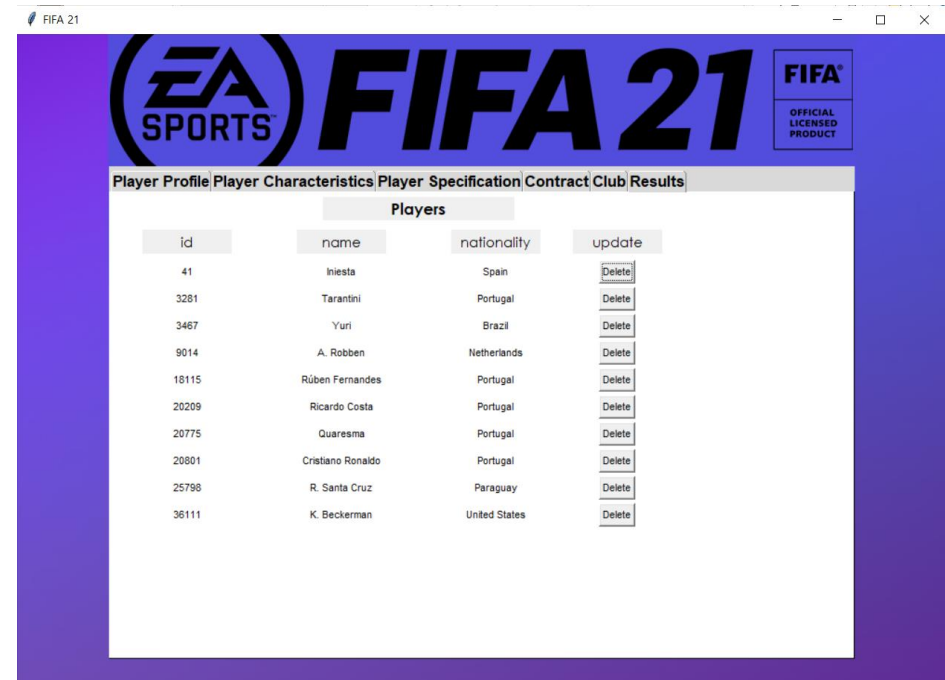 FIFA 21
EA
SPORTS™
FIFA 21
FIFA®
OFFICIAL
LICENSED
PRODUCT
Player Profile Player Characteristics Player Specification Contract Club Results
Players
id name nationality update
41 Iniesta Spain Delete
3281 Tarantini Portugal Delete
3467 Yuri Brazil Delete
9014 A. Robben Netherlands Delete
18115 Rúben Fernandes Portugal Delete
20209 Ricardo Costa Portugal Delete
20775 Quaresma Portugal Delete
20801 Cristiano Ronaldo Portugal Delete
25798 R. Santa Cruz Paraguay Delete
36111 K. Beckerman United States Delete